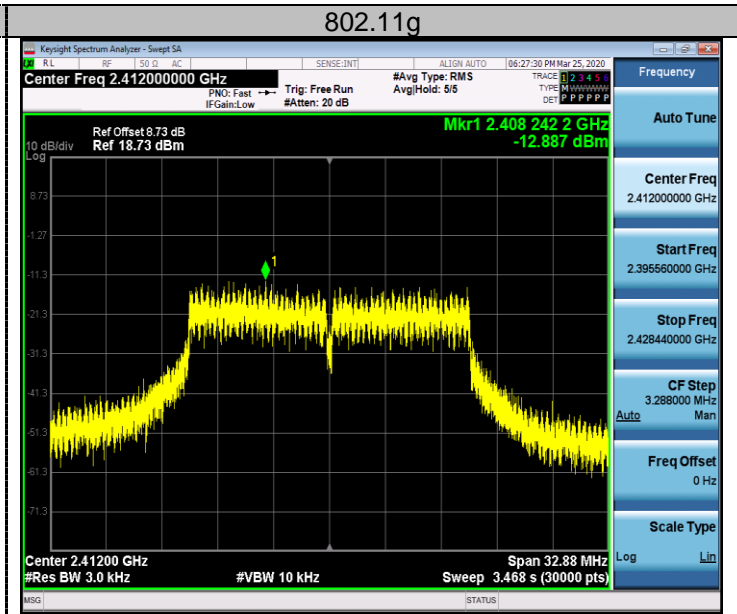 802.11g
Keysight Spectrum Analyzer - Swept SA
RL RF 50 Ω AC SENSE:INT ALIGN AUTO 06:27:30 PM Mar 25, 2020
Center Freq 2.412000000 GHz
PNO: Fast
IFGain:Low
Trig: Free Run
#Atten: 20 dB
#Avg Type: RMS
Avg|Hold: 5/5
TRACE 1 2 3 4 5 6
TYPE M WWWWW
DET P P P P P P
Ref Offset 8.73 dB
10 dB/div Ref 18.73 dBm
Log
Mkr1 2.408 242 2 GHz
-12.887 dBm
8.73
-1.27
-11.3
-21.3
-31.3
-41.3
-51.3
-61.3
-71.3
1
Center 2.41200 GHz Span 32.88 MHz
#Res BW 3.0 kHz #VBW 10 kHz Sweep 3.468 s (30000 pts)
MSG STATUS
Frequency
Auto Tune
Center Freq
2.412000000 GHz
Start Freq
2.395560000 GHz
Stop Freq
2.428440000 GHz
CF Step
3.288000 MHz
Auto Man
Freq Offset
0 Hz
Scale Type
Log Lin